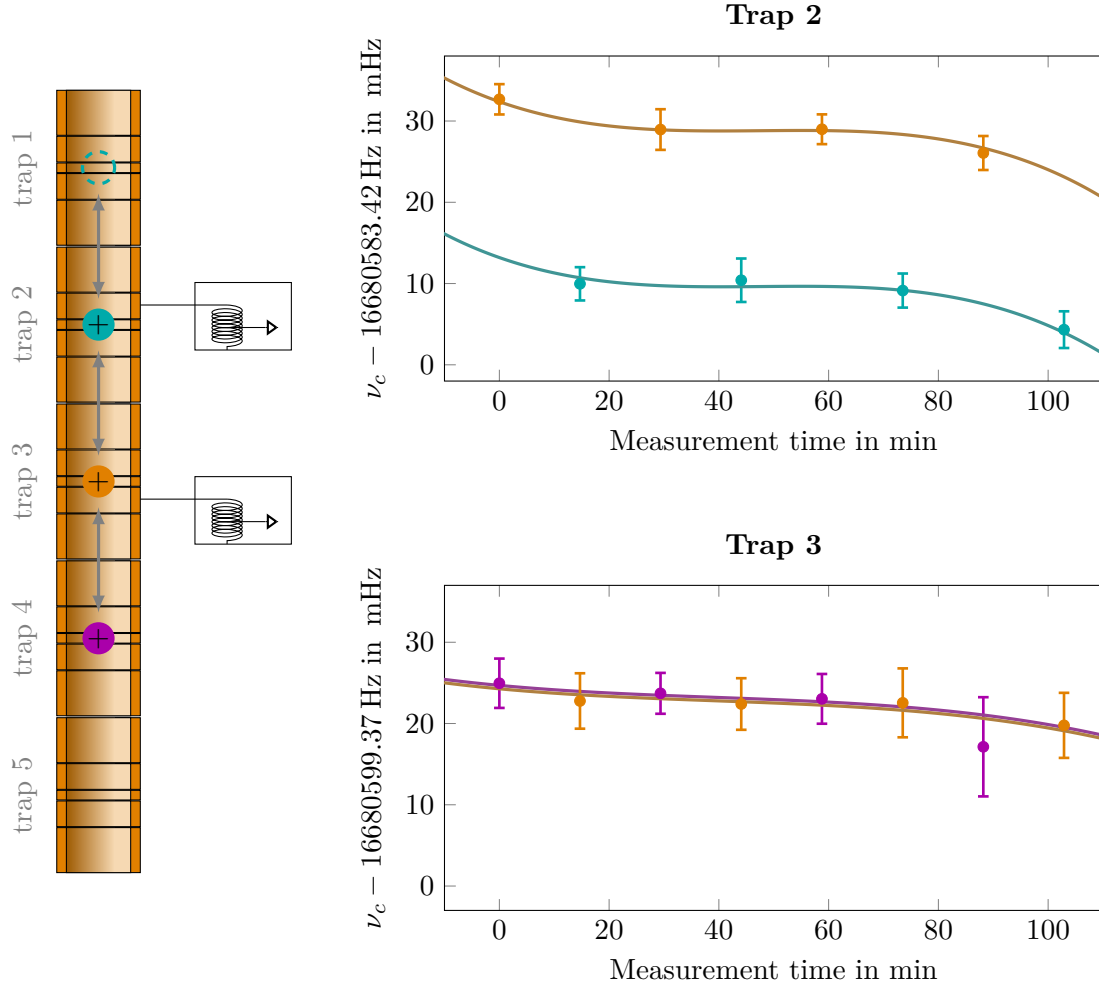 trap 1
trap 2
trap 3
trap 4
trap 5
+
+
+
Trap 2
ν_c − 16680583.42 Hz in mHz
30
20
10
0
0 20 40 60 80 100
Measurement time in min
Trap 3
ν_c − 16680599.37 Hz in mHz
30
20
10
0
0 20 40 60 80 100
Measurement time in min